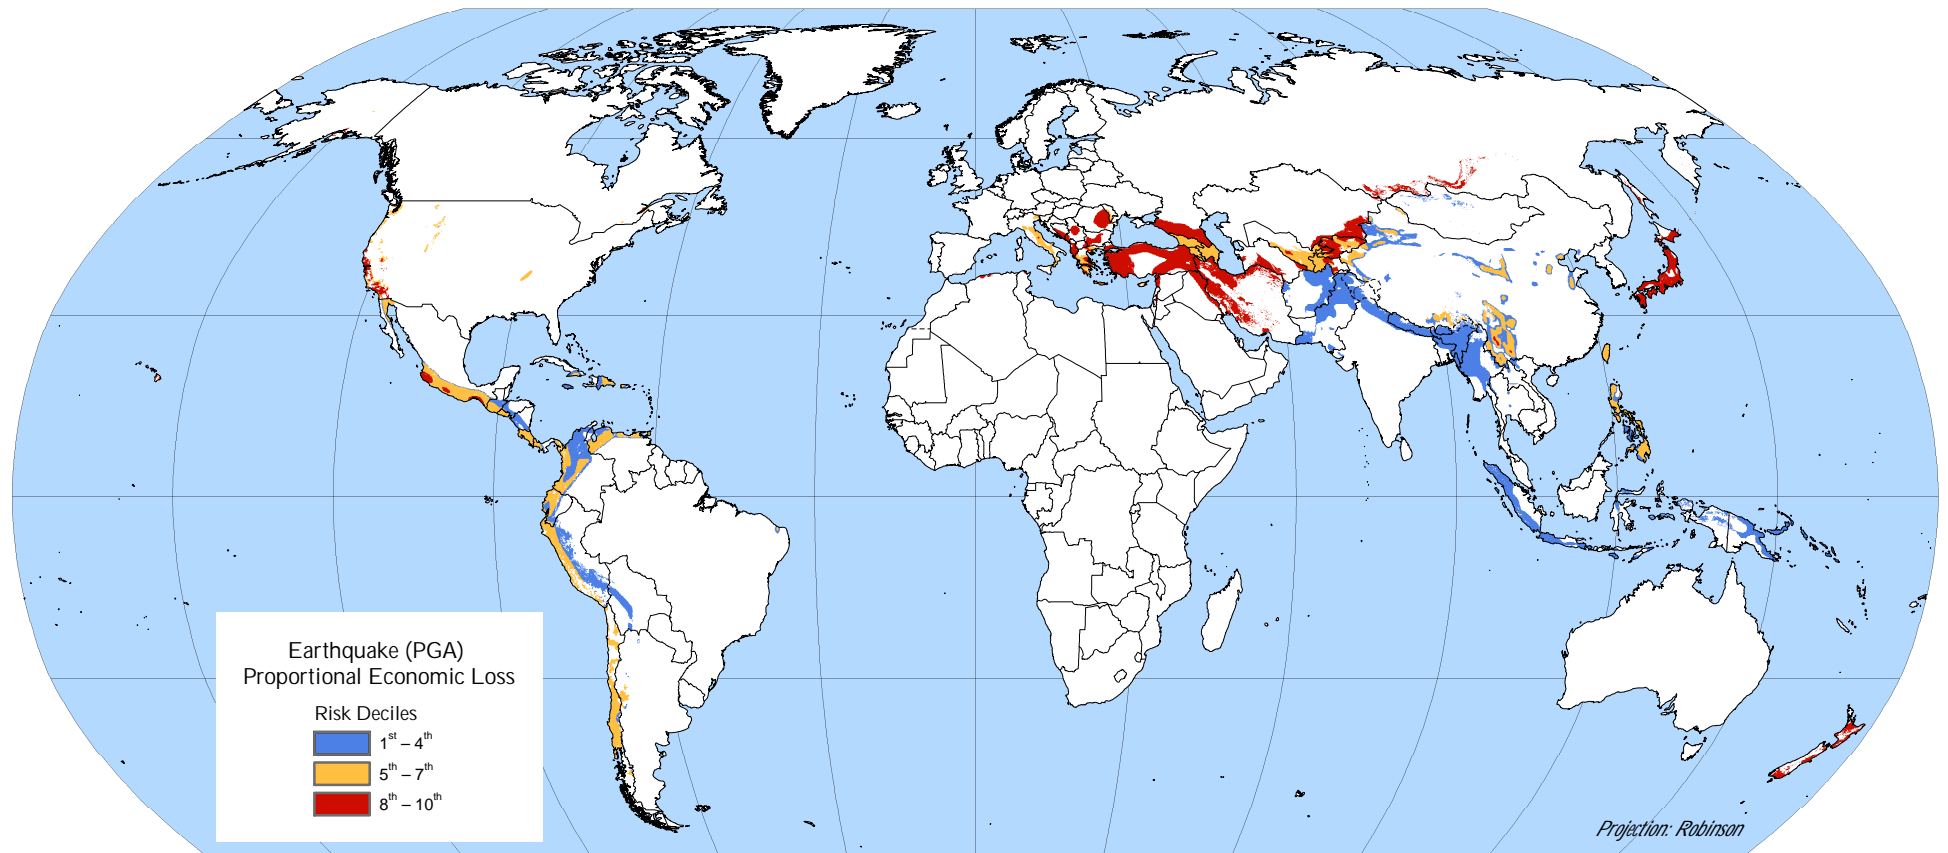 Earthquake (PGA)
Proportional Economic Loss
Risk Deciles
1st – 4th
5th – 7th
8th – 10th
Projection: Robinson